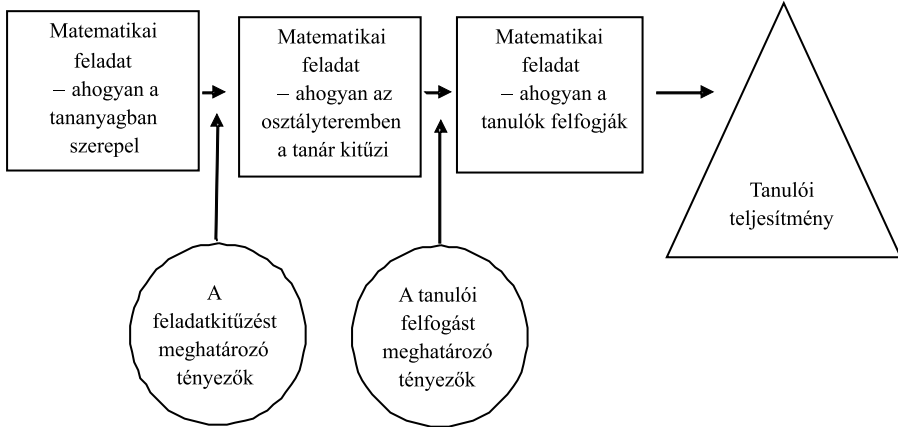 Matematikai
feladat
– ahogyan a
tananyagban
szerepel
Matematikai
feladat
– ahogyan az
osztályteremben
a tanár kitűzi
Matematikai
feladat
– ahogyan a
tanulók felfogják
Tanulói
teljesítmény
A
feladatkitűzést
meghatározó
tényezők
A tanulói
felfogást
meghatározó
tényezők